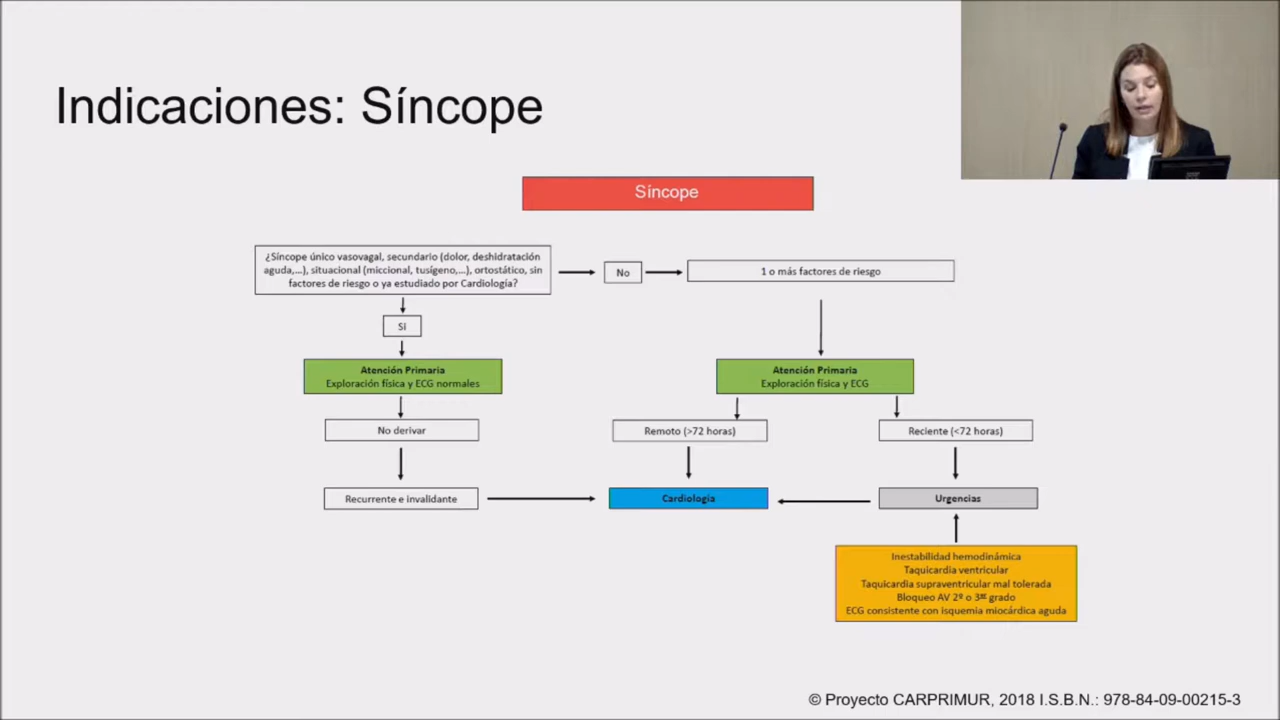 Indicaciones: Síncope
Síncope
¿Síncope único vasovagal, secundario (dolor, deshidratación
aguda,...), situacional (miccional, tusígeno,...), ortostático, sin
factores de riesgo o ya estudiado por Cardiología?
No
1 o más factores de riesgo
Sí
Atención Primaria
Exploración física y ECG normales
Atención Primaria
Exploración física y ECG
No derivar
Remoto (>72 horas)
Reciente (<72 horas)
Recurrente e invalidante
Cardiología
Urgencias
Inestabilidad hemodinámica
Taquicardia ventricular
Taquicardia supraventricular mal tolerada
Bloqueo AV 2º o 3er grado
ECG consistente con isquemia miocárdica aguda
© Proyecto CARPRIMUR, 2018 I.S.B.N.: 978-84-09-00215-3